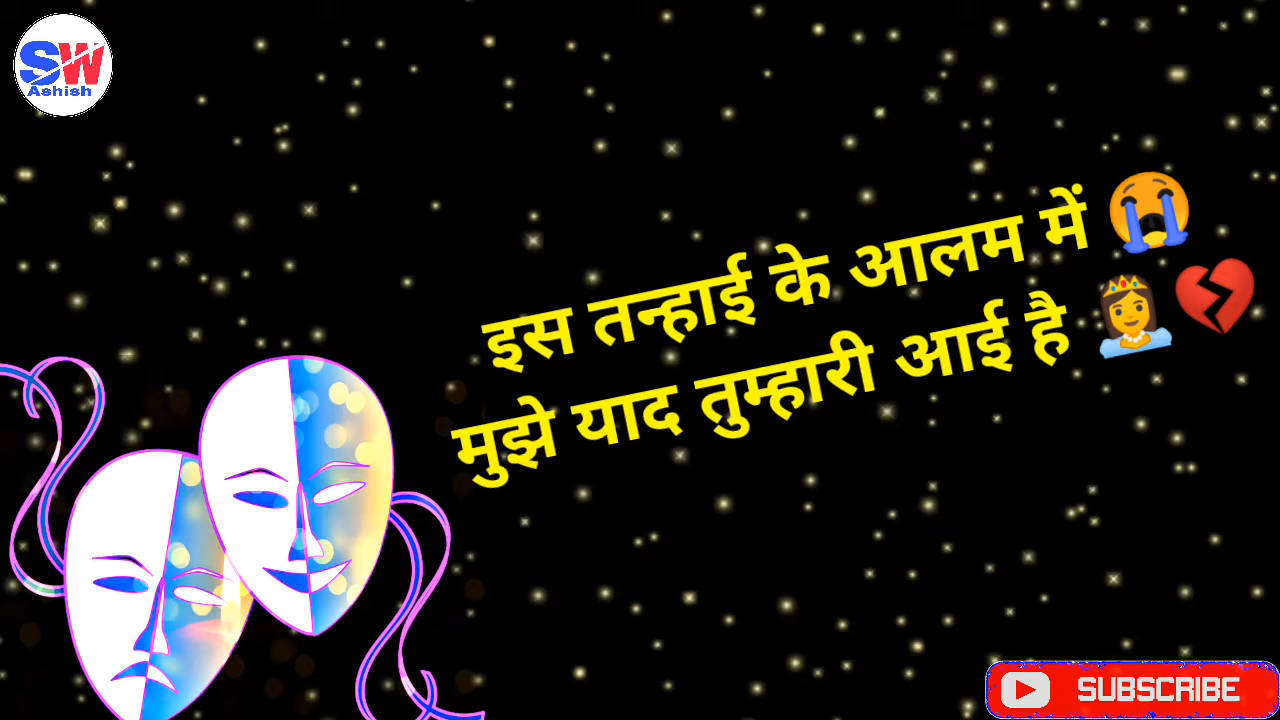 SW
Ashish
इस तन्हाई के आलम में 😭
मुझे याद तुम्हारी आई है 👸💔
SUBSCRIBE